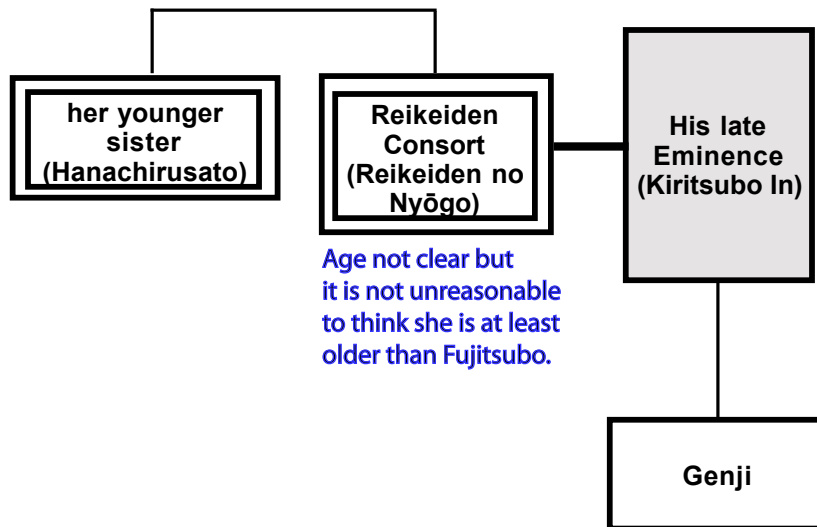 her younger
sister
(Hanachirusato)
Reikeiden
Consort
(Reikeiden no
Nyōgo)
His late
Eminence
(Kiritsubo In)
Age not clear but
it is not unreasonable
to think she is at least
older than Fujitsubo.
Genji